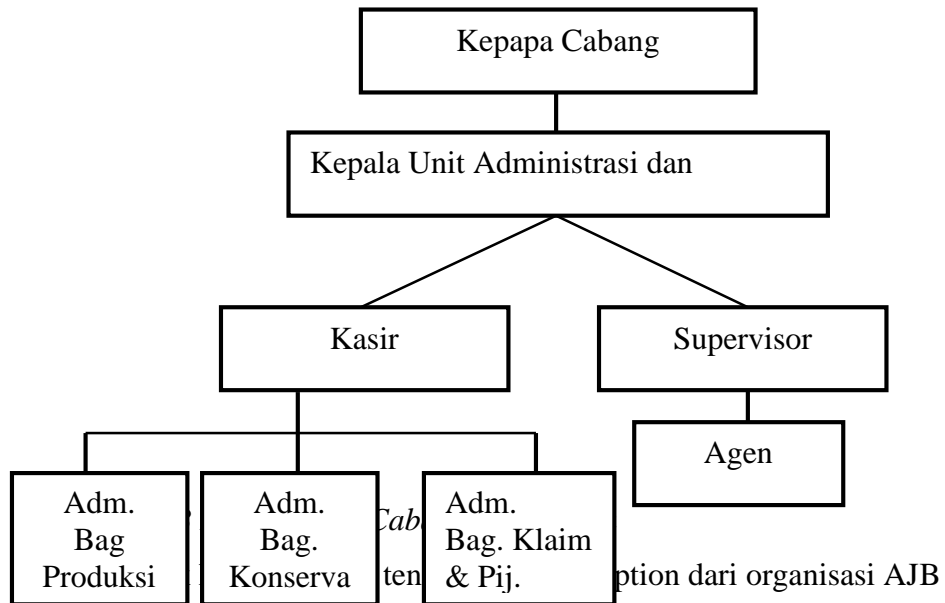 Kepapa Cabang
Kepala Unit Administrasi dan
Kasir
Supervisor
Agen
Adm.
Bag
Produksi
Adm.
Bag.
Konserva
Adm.
Bag. Klaim
& Pij.
dari organisasi AJB